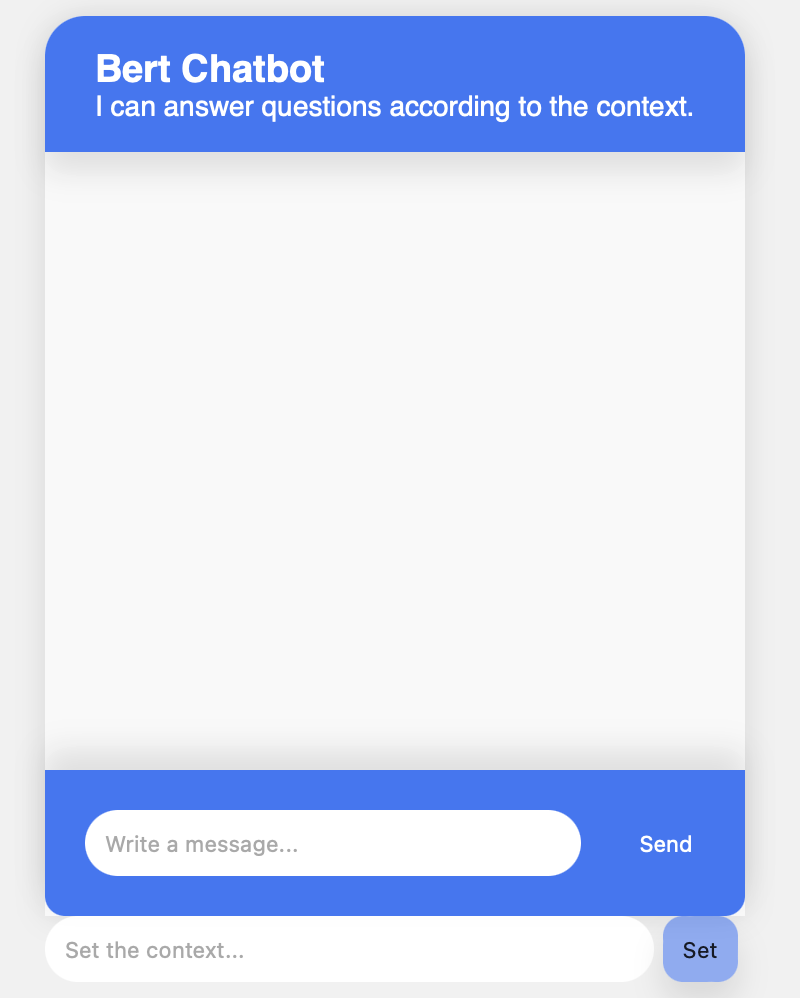 Bert Chatbot
I can answer questions according to the context.
Write a message...
Send
Set the context...
Set